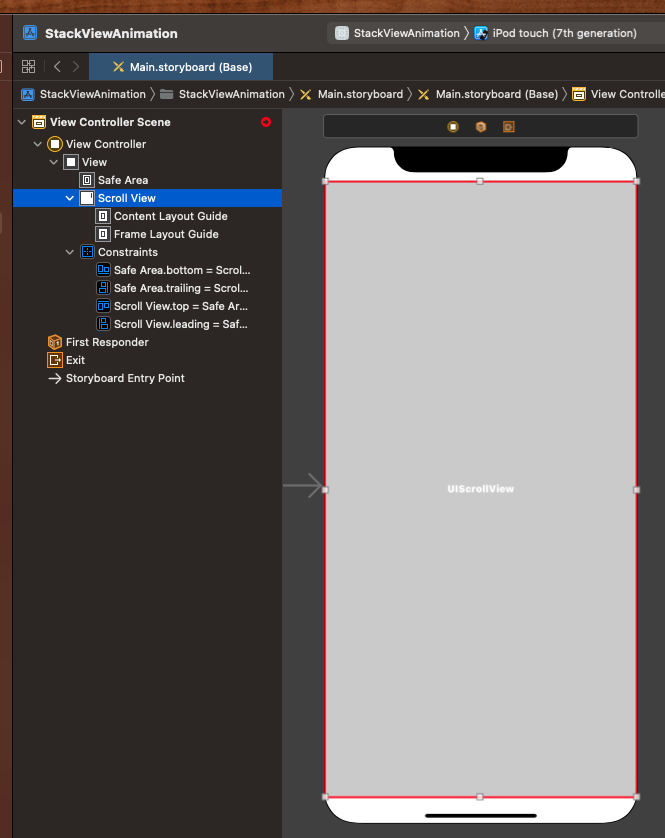 StackViewAnimation
StackViewAnimation 〉 iPod touch (7th generation)
Main.storyboard (Base)
StackViewAnimation 〉 StackViewAnimation 〉 Main.storyboard 〉 Main.storyboard (Base) 〉 View Controlle
View Controller Scene
View Controller
View
Safe Area
Scroll View
Content Layout Guide
Frame Layout Guide
Constraints
Safe Area.bottom = Scrol...
Safe Area.trailing = Scrol...
Scroll View.top = Safe Ar...
Scroll View.leading = Saf...
First Responder
Exit
Storyboard Entry Point
UIScrollView